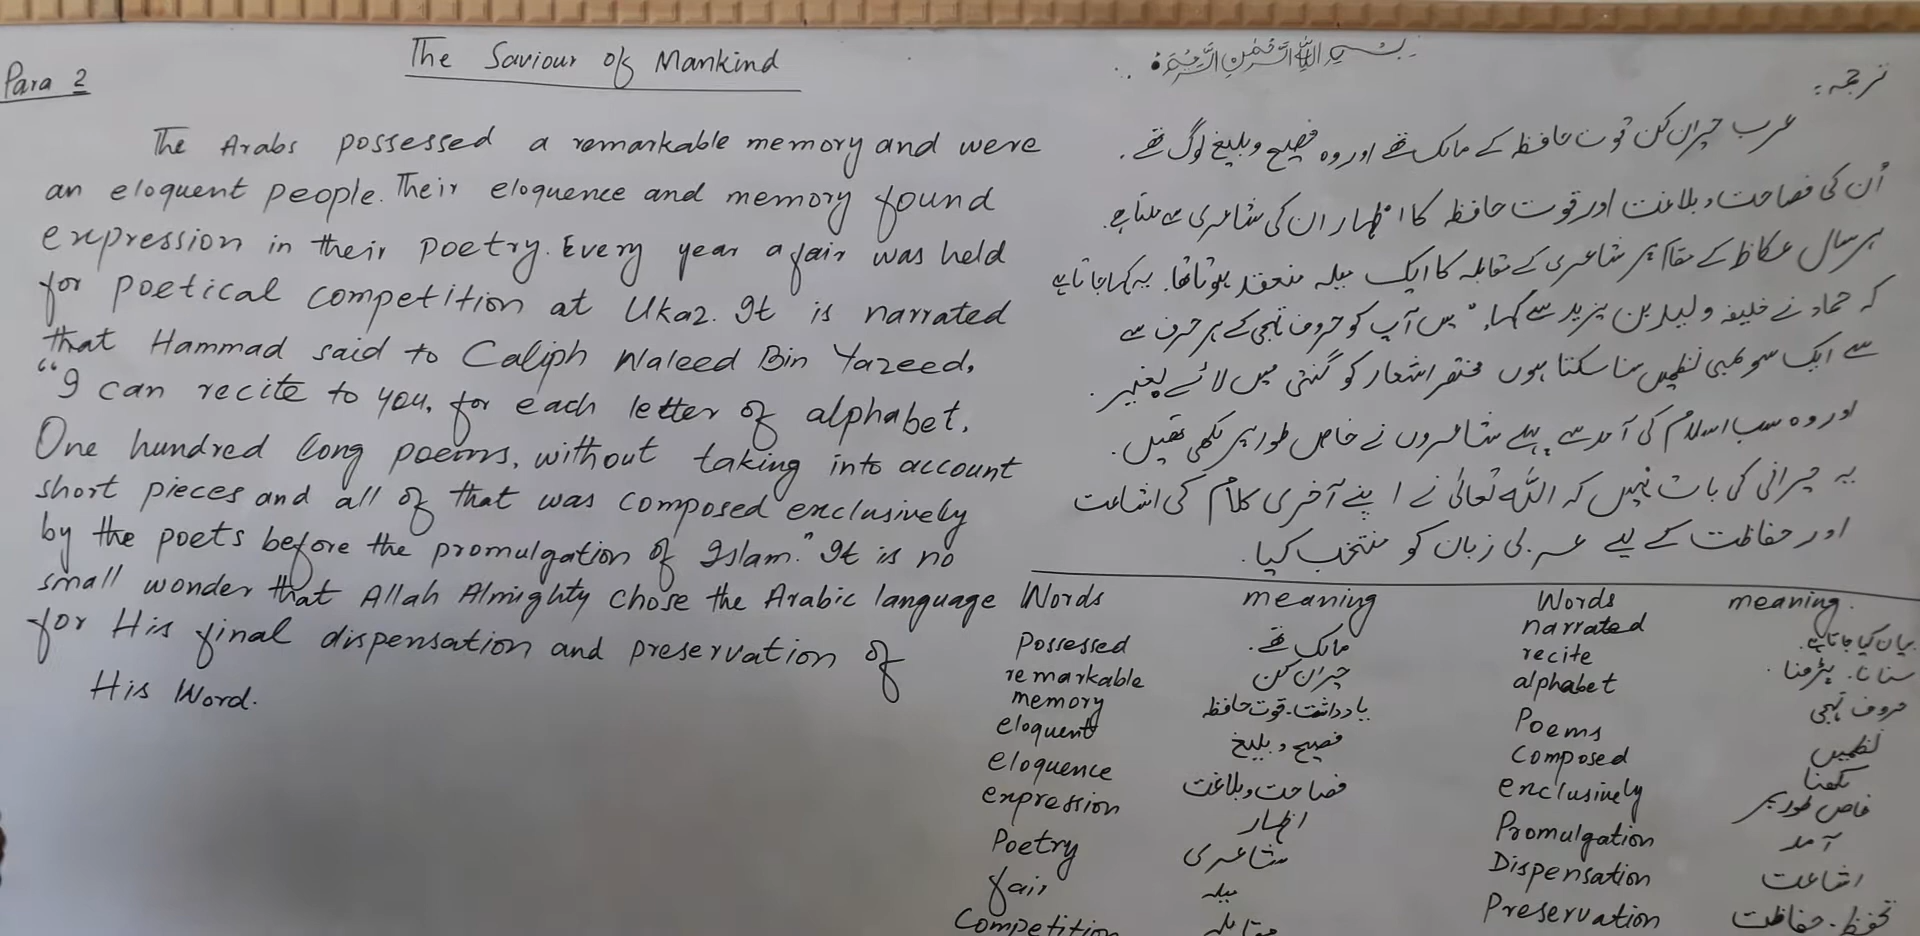 The Saviour of Mankind
Para 2
The Arabs possessed a remarkable memory and were
an eloquent people. Their eloquence and memory found
expression in their poetry. Every year a fair was held
for poetical competition at Ukaz. It is narrated
that Hammad said to Caliph Waleed Bin Yazeed,
“I can recite to you, for each letter of alphabet,
One hundred long poems, without taking into account
short pieces and all of that was composed exclusively
by the poets before the promulgation of Islam." It is no
small wonder that Allah Almighty chose the Arabic language
for His final dispensation and preservation of
His Word.
بسم اللہ الرحمن الرحیم
ترجمہ:
عرب حیران کن قوت حافظہ کے مالک تھے اور وہ فصیح و بلیغ لوگ تھے.
اُن کی فصاحت و بلاغت اور قوت حافظہ کا اظہار ان کی شاعری سے ملتا ہے.
ہر سال عکاظ کے مقام پر شاعری کے مقابلہ کا ایک میلہ منعقد ہوتا تھا. یہ کہا جاتا ہے
کہ حماد نے خلیفہ ولید بن یزید سے کہا، "میں آپ کو حروف تہجی کے ہر حرف سے
سے ایک سو لمبی نظمیں سنا سکتا ہوں مختصر اشعار کو گنتی میں لائے بغیر.
اور وہ سب اسلام کی آمد سے پہلے شاعروں نے خاص طور پر لکھی تھیں.
یہ حیرانی کی بات نہیں کہ اللہ تعالیٰ نے اپنے آخری کلام کی اشاعت
اور حفاظت کے لیے عربی زبان کو منتخب کیا.
Words meaning Words meaning.
Possessed مالک تھے.
remarkable حیران کن
memory یادداشت. قوت حافظہ
eloquent فصیح و بلیغ
eloquence فصاحت و بلاغت
expression اظہار
Poetry شاعری
fair میلہ
Competition مقابلہ
narrated بیان کیا جاتا ہے.
recite سنانا. پڑھنا.
alphabet حروف تہجی
Poems نظمیں
Composed لکھنا
exclusively خاص طور پر
Promulgation آمد
Dispensation اشاعت
Preservation تحفظ. حفاظت